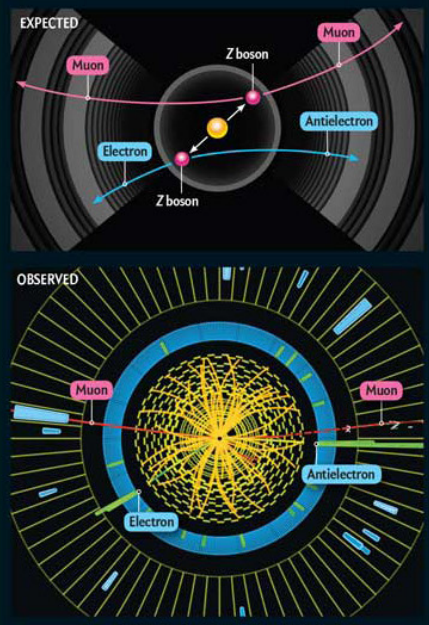 EXPECTED
Muon
Z boson
Muon
Antielectron
Electron
Z boson
OBSERVED
Muon
Muon
Antielectron
Electron